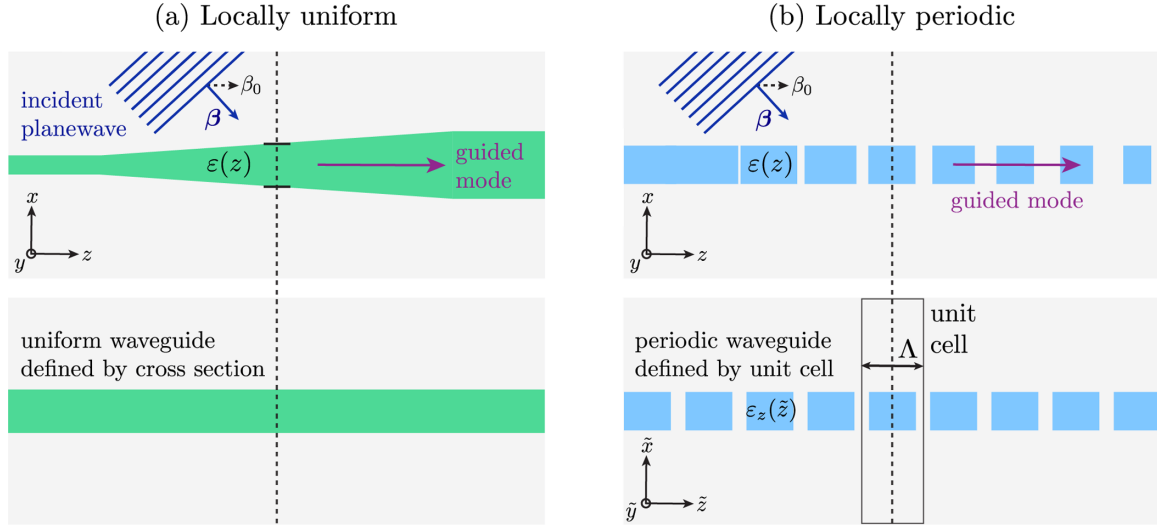 (a) Locally uniform
incident
planewave
β₀
β
ε(z)
guided
mode
x
y
z
uniform waveguide
defined by cross section
(b) Locally periodic
β₀
β
ε(z)
guided mode
x
y
z
periodic waveguide
defined by unit cell
unit
cell
Λ
ε_z(z̃)
x̃
ỹ
z̃